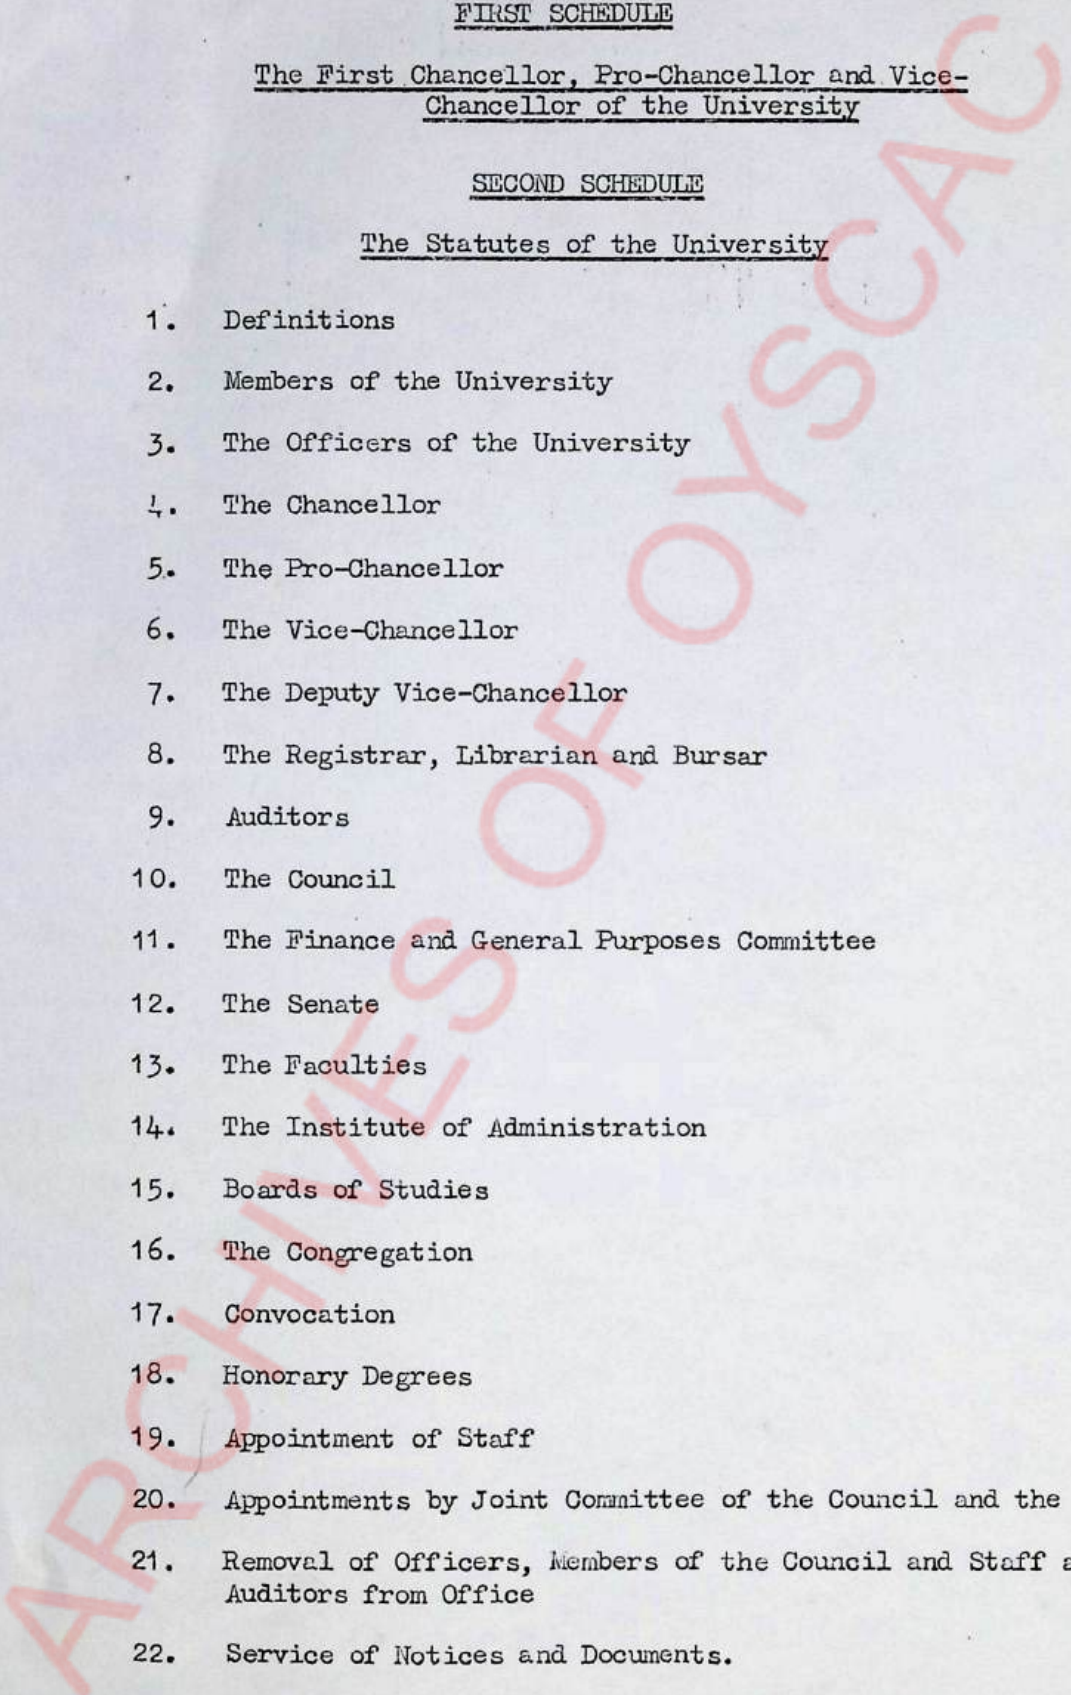 FIRST SCHEDULE
The First Chancellor, Pro-Chancellor and Vice-
Chancellor of the University
SECOND SCHEDULE
The Statutes of the University
1. Definitions
2. Members of the University
3. The Officers of the University
4. The Chancellor
5. The Pro-Chancellor
6. The Vice-Chancellor
7. The Deputy Vice-Chancellor
8. The Registrar, Librarian and Bursar
9. Auditors
10. The Council
11. The Finance and General Purposes Committee
12. The Senate
13. The Faculties
14. The Institute of Administration
15. Boards of Studies
16. The Congregation
17. Convocation
18. Honorary Degrees
19. Appointment of Staff
20. Appointments by Joint Committee of the Council and the
21. Removal of Officers, Members of the Council and Staff
Auditors from Office
22. Service of Notices and Documents.
ARCHIVES OF OYSCAC